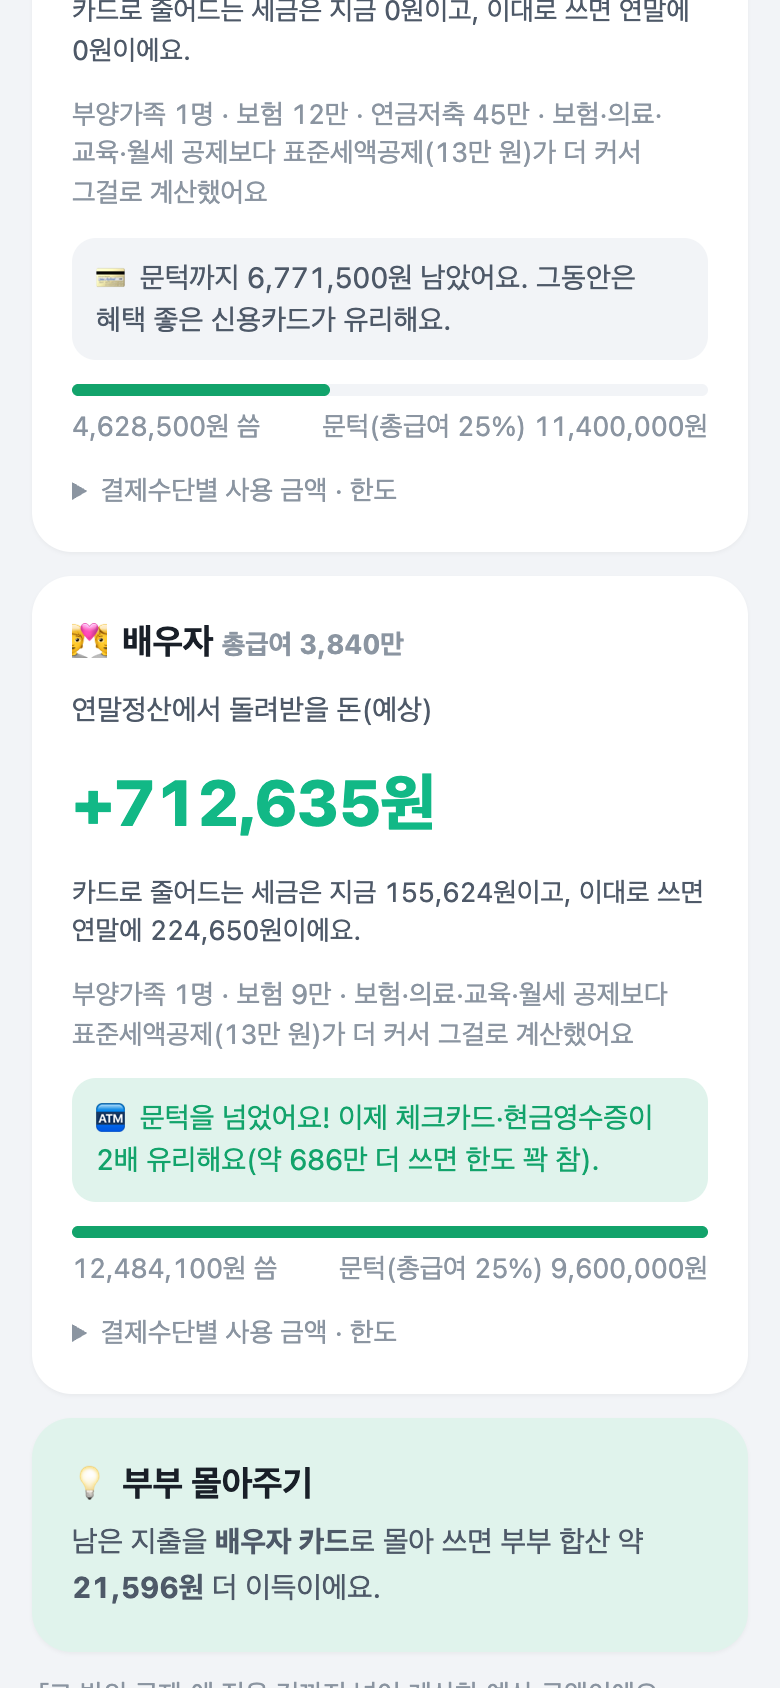 카드로 줄어드는 세금은 지금 0원이고, 이대로 쓰면 연말에
0원이에요.
부양가족 1명 · 보험 12만 · 연금저축 45만 · 보험·의료·
교육·월세 공제보다 표준세액공제(13만 원)가 더 커서
그걸로 계산했어요
문턱까지 6,771,500원 남았어요. 그동안은
혜택 좋은 신용카드가 유리해요.
4,628,500원 씀 문턱(총급여 25%) 11,400,000원
▶ 결제수단별 사용 금액 · 한도
배우자 총급여 3,840만
연말정산에서 돌려받을 돈(예상)
+712,635원
카드로 줄어드는 세금은 지금 155,624원이고, 이대로 쓰면
연말에 224,650원이에요.
부양가족 1명 · 보험 9만 · 보험·의료·교육·월세 공제보다
표준세액공제(13만 원)가 더 커서 그걸로 계산했어요
ATM 문턱을 넘었어요! 이제 체크카드·현금영수증이
2배 유리해요(약 686만 더 쓰면 한도 꽉 참).
12,484,100원 씀 문턱(총급여 25%) 9,600,000원
▶ 결제수단별 사용 금액 · 한도
부부 몰아주기
남은 지출을 배우자 카드로 몰아 쓰면 부부 합산 약
21,596원 더 이득이에요.